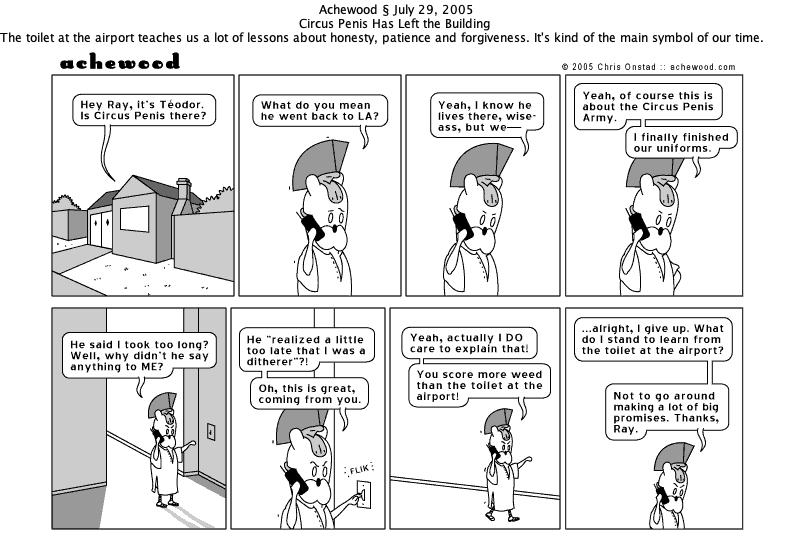 Achewood § July 29, 2005
Circus Penis Has Left the Building
The toilet at the airport teaches us a lot of lessons about honesty, patience and forgiveness. It's kind of the main symbol of our time.
achewood
© 2005 Chris Onstad :: achewood.com
Hey Ray, it's Téodor.
Is Circus Penis there?
What do you mean
he went back to LA?
Yeah, I know he
lives there, wise-
ass, but we—
Yeah, of course this is
about the Circus Penis
Army.
I finally finished
our uniforms.
He said I took too long?
Well, why didn't he say
anything to ME?
He "realized a little
too late that I was a
ditherer"?!
Oh, this is great,
coming from you.
FLIK
Yeah, actually I DO
care to explain that!
You score more weed
than the toilet at the
airport!
...alright, I give up. What
do I stand to learn from
the toilet at the airport?
Not to go around
making a lot of big
promises. Thanks,
Ray.